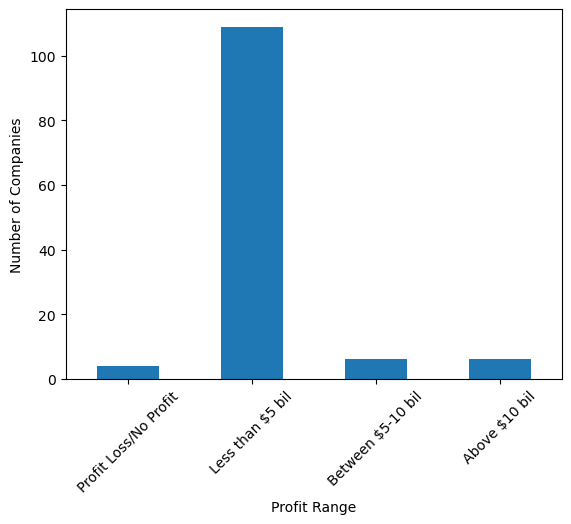 Number of Companies
100
80
60
40
20
0
Profit Loss/No Profit
Less than $5 bil
Between $5-10 bil
Above $10 bil
Profit Range